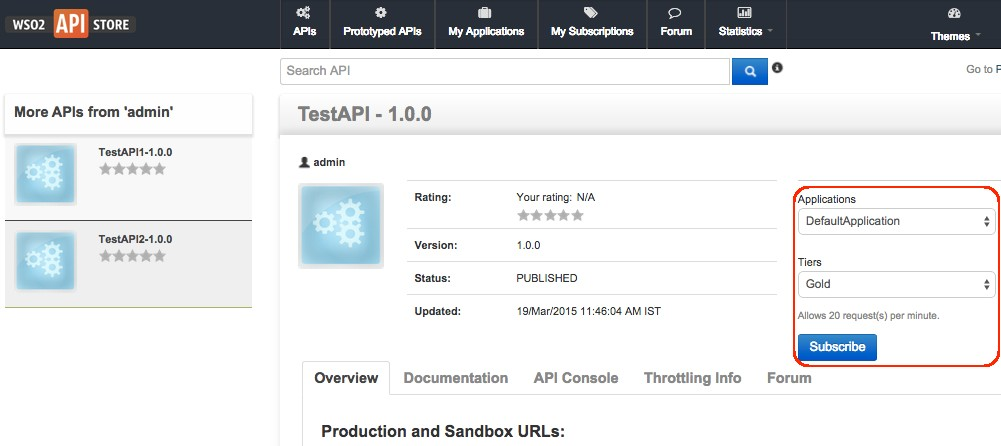 WSO2 API STORE
APIs
Prototyped APIs
My Applications
My Subscriptions
Forum
Statistics
Themes
Search API
Go to P
More APIs from 'admin'
TestAPI1-1.0.0
TestAPI2-1.0.0
TestAPI - 1.0.0
admin
Rating: Your rating: N/A
Version: 1.0.0
Status: PUBLISHED
Updated: 19/Mar/2015 11:46:04 AM IST
Applications
DefaultApplication
Tiers
Gold
Allows 20 request(s) per minute.
Subscribe
Overview
Documentation
API Console
Throttling Info
Forum
Production and Sandbox URLs: